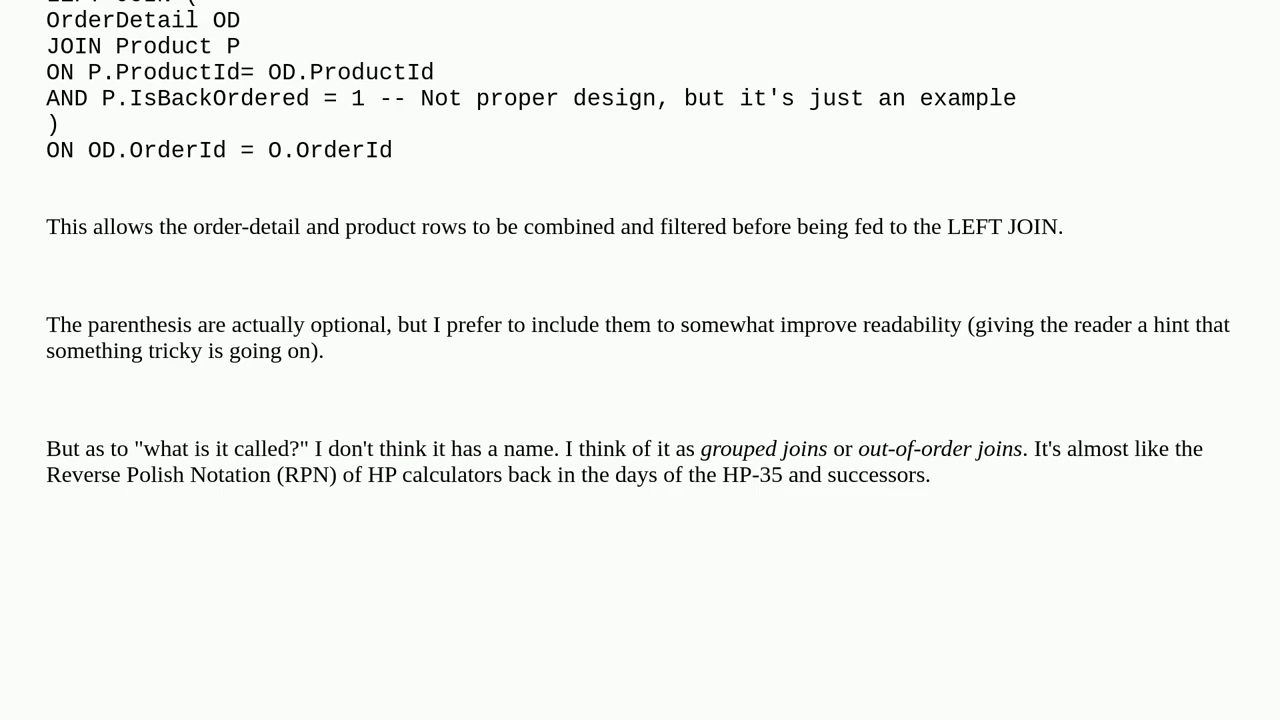 LEFT JOIN (
OrderDetail OD
JOIN Product P
ON P.ProductId= OD.ProductId
AND P.IsBackOrdered = 1 -- Not proper design, but it's just an example
)
ON OD.OrderId = O.OrderId
This allows the order-detail and product rows to be combined and filtered before being fed to the LEFT JOIN.
The parenthesis are actually optional, but I prefer to include them to somewhat improve readability (giving the reader a hint that
something tricky is going on).
But as to "what is it called?" I don't think it has a name. I think of it as grouped joins or out-of-order joins. It's almost like the
Reverse Polish Notation (RPN) of HP calculators back in the days of the HP-35 and successors.